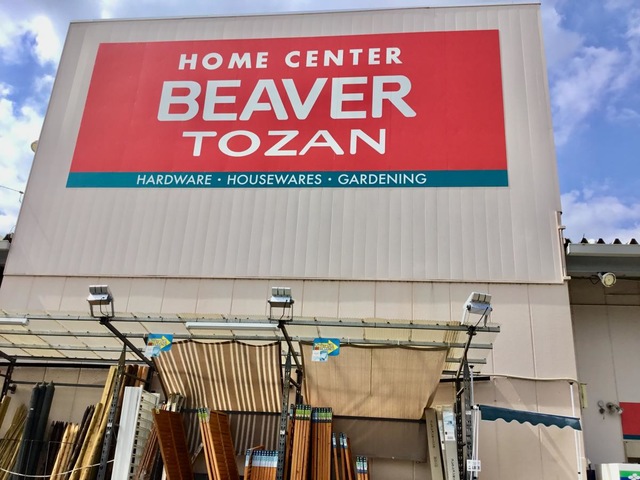 HOME CENTER
BEAVER
TOZAN
HARDWARE · HOUSEWARES · GARDENING